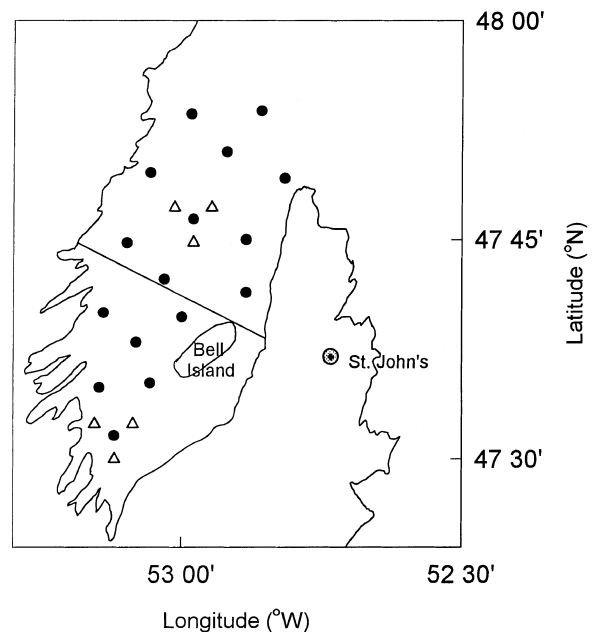 48 00'
47 45'
Latitude (°N)
Bell
Island
St. John's
47 30'
53 00'
52 30'
Longitude (°W)